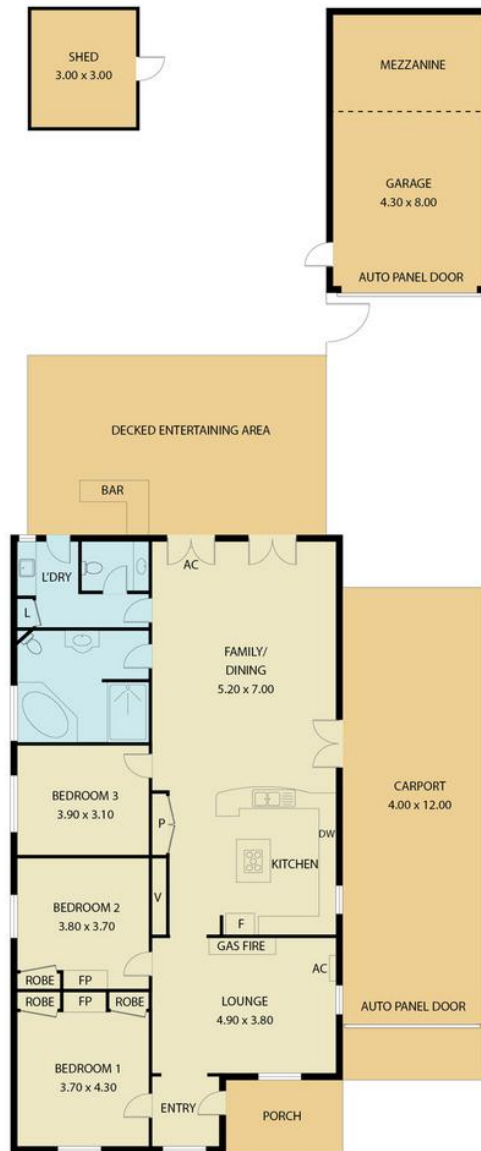 SHED
3.00 x 3.00
MEZZANINE
GARAGE
4.30 x 8.00
AUTO PANEL DOOR
DECKED ENTERTAINING AREA
BAR
AC
L'DRY
L
FAMILY/
DINING
5.20 x 7.00
BEDROOM 3
3.90 x 3.10
P
CARPORT
4.00 x 12.00
DW
KITCHEN
V
BEDROOM 2
3.80 x 3.70
F
GAS FIRE
AC
ROBE
FP
ROBE
FP
ROBE
LOUNGE
4.90 x 3.80
AUTO PANEL DOOR
BEDROOM 1
3.70 x 4.30
ENTRY
PORCH